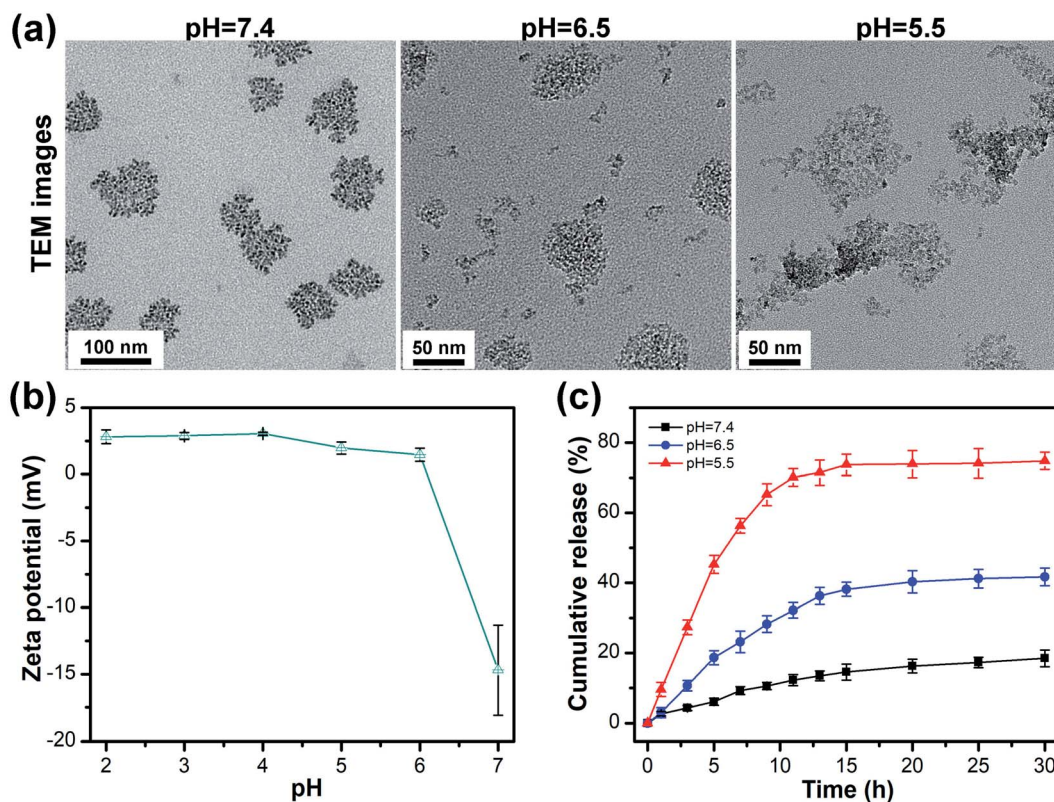 (a)
pH=7.4
pH=6.5
pH=5.5
TEM images
100 nm
50 nm
50 nm
(b)
5
0
-5
-10
-15
-20
Zeta potential (mV)
2 3 4 5 6 7
pH
(c)
80
60
40
20
0
Cumulative release (%)
pH=7.4
pH=6.5
pH=5.5
0 5 10 15 20 25 30
Time (h)